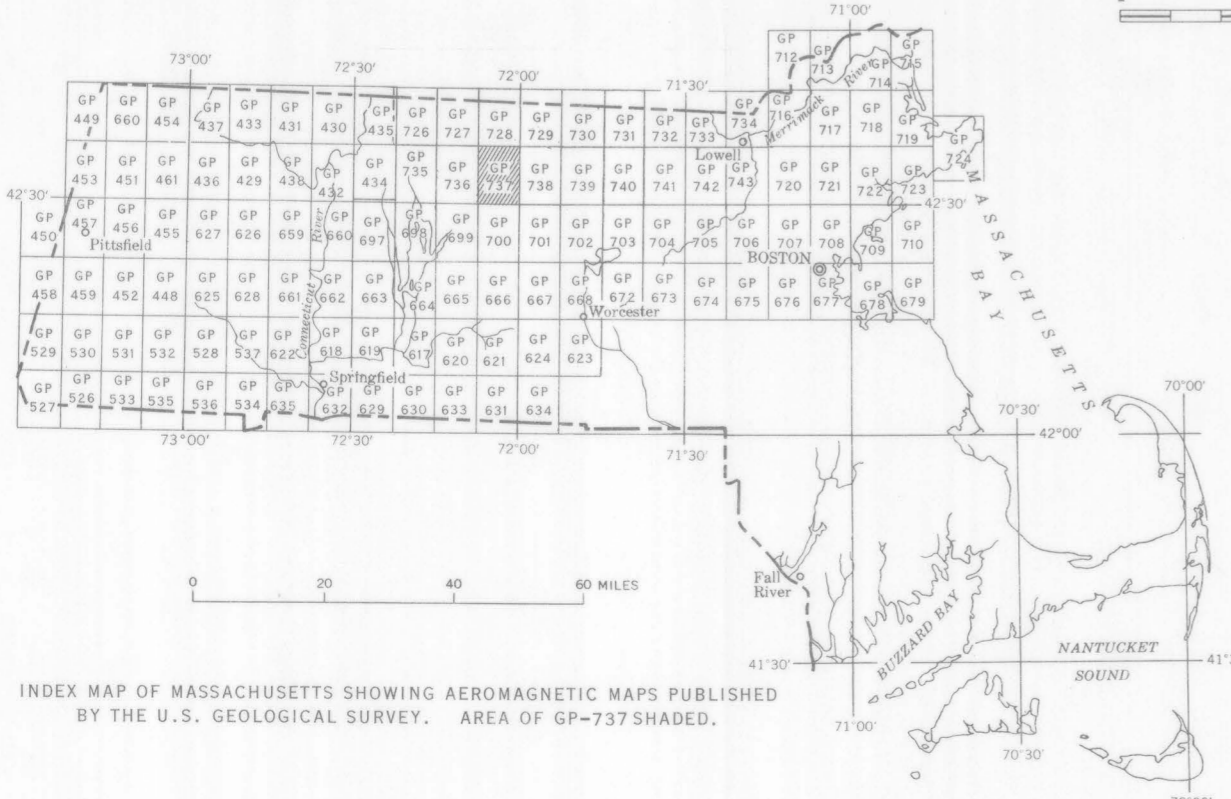 71°00'
GP 712 GP 713 GP 714 GP 715
73°00' 72°30' 72°00' 71°30'
GP 449 GP 660 GP 454 GP 437 GP 433 GP 431 GP 430 GP 435 GP 726 GP 727 GP 728 GP 729 GP 730 GP 731 GP 732 GP 733 GP 734 GP 716 GP 717 GP 718 GP 719
Merrimack River
Lowell
GP 724
GP 453 GP 451 GP 461 GP 436 GP 429 GP 438 GP 432 GP 434 GP 735 GP 736 GP 737 GP 738 GP 739 GP 740 GP 741 GP 742 GP 743 GP 720 GP 721 GP 722 GP 723
42°30' 42°30'
GP 450 GP 457 GP 456 GP 455 GP 627 GP 626 GP 659 GP 660 GP 697 GP 698 GP 699 GP 700 GP 701 GP 702 GP 703 GP 704 GP 705 GP 706 GP 707 GP 708 GP 709 GP 710
Pittsfield
BOSTON
GP 458 GP 459 GP 452 GP 448 GP 625 GP 628 GP 661 GP 662 GP 663 GP 664 GP 665 GP 666 GP 667 GP 668 GP 672 GP 673 GP 674 GP 675 GP 676 GP 677 GP 678 GP 679
Worcester
Connecticut River
MASSACHUSETTS BAY
GP 529 GP 530 GP 531 GP 532 GP 528 GP 537 GP 622 GP 618 GP 619 GP 617 GP 620 GP 621 GP 624 GP 623
Springfield
GP 527 GP 526 GP 533 GP 535 GP 536 GP 534 GP 635 GP 632 GP 629 GP 630 GP 633 GP 631 GP 634
73°00' 72°30' 72°00' 71°30'
70°00'
70°30'
42°00'
0 20 40 60 MILES
Fall
River
BUZZARD BAY
NANTUCKET
SOUND
41°30'
71°00'
70°30'
INDEX MAP OF MASSACHUSETTS SHOWING AEROMAGNETIC MAPS PUBLISHED
BY THE U.S. GEOLOGICAL SURVEY. AREA OF GP-737 SHADED.